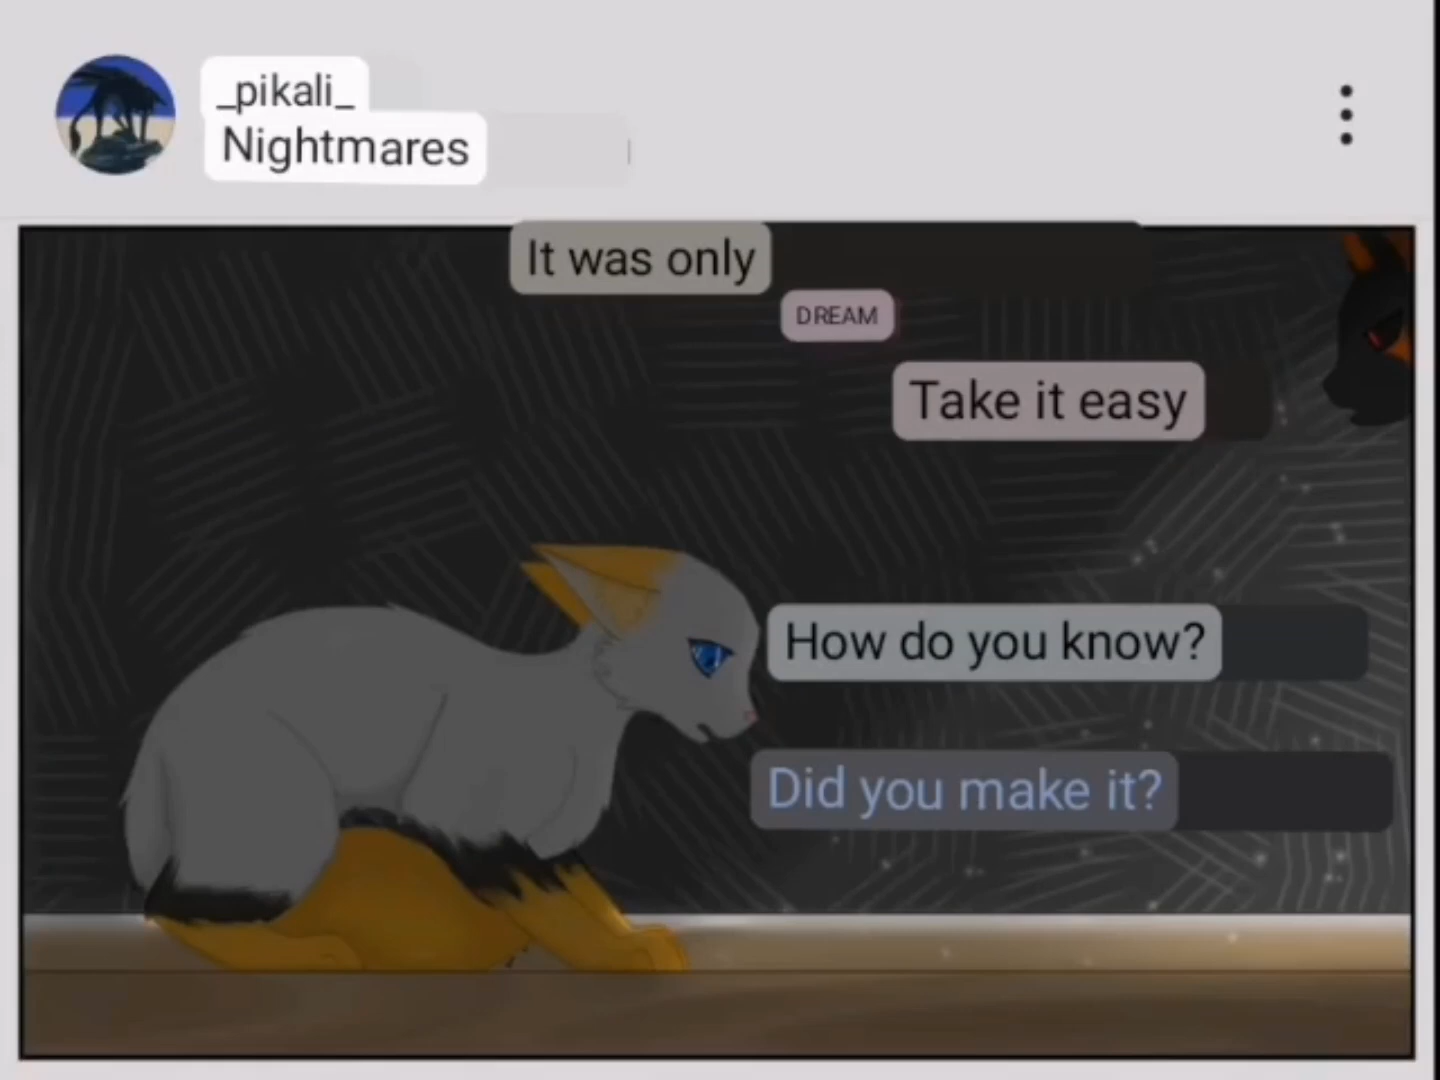 _pikali_
Nightmares
It was only
DREAM
Take it easy
How do you know?
Did you make it?